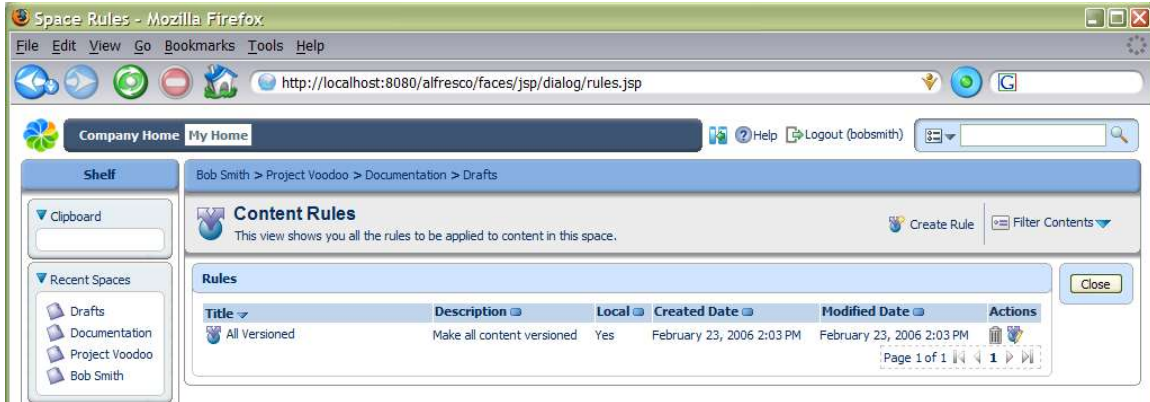 Space Rules - Mozilla Firefox
File Edit View Go Bookmarks Tools Help
http://localhost:8080/alfresco/faces/jsp/dialog/rules.jsp
G
Company Home My Home
Help Logout (bobsmith)
Shelf
Bob Smith > Project Voodoo > Documentation > Drafts
Clipboard
Content Rules
This view shows you all the rules to be applied to content in this space.
Create Rule
Filter Contents
Recent Spaces
Drafts
Documentation
Project Voodoo
Bob Smith
Rules
Close
Title Description Local Created Date Modified Date Actions
All Versioned Make all content versioned Yes February 23, 2006 2:03 PM February 23, 2006 2:03 PM
Page 1 of 1 1